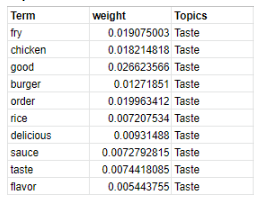 Term weight Topics
fry 0.019075003 Taste
chicken 0.018214818 Taste
good 0.026623566 Taste
burger 0.01271851 Taste
order 0.019963412 Taste
rice 0.007207534 Taste
delicious 0.00931488 Taste
sauce 0.0072792815 Taste
taste 0.0074418085 Taste
flavor 0.005443755 Taste